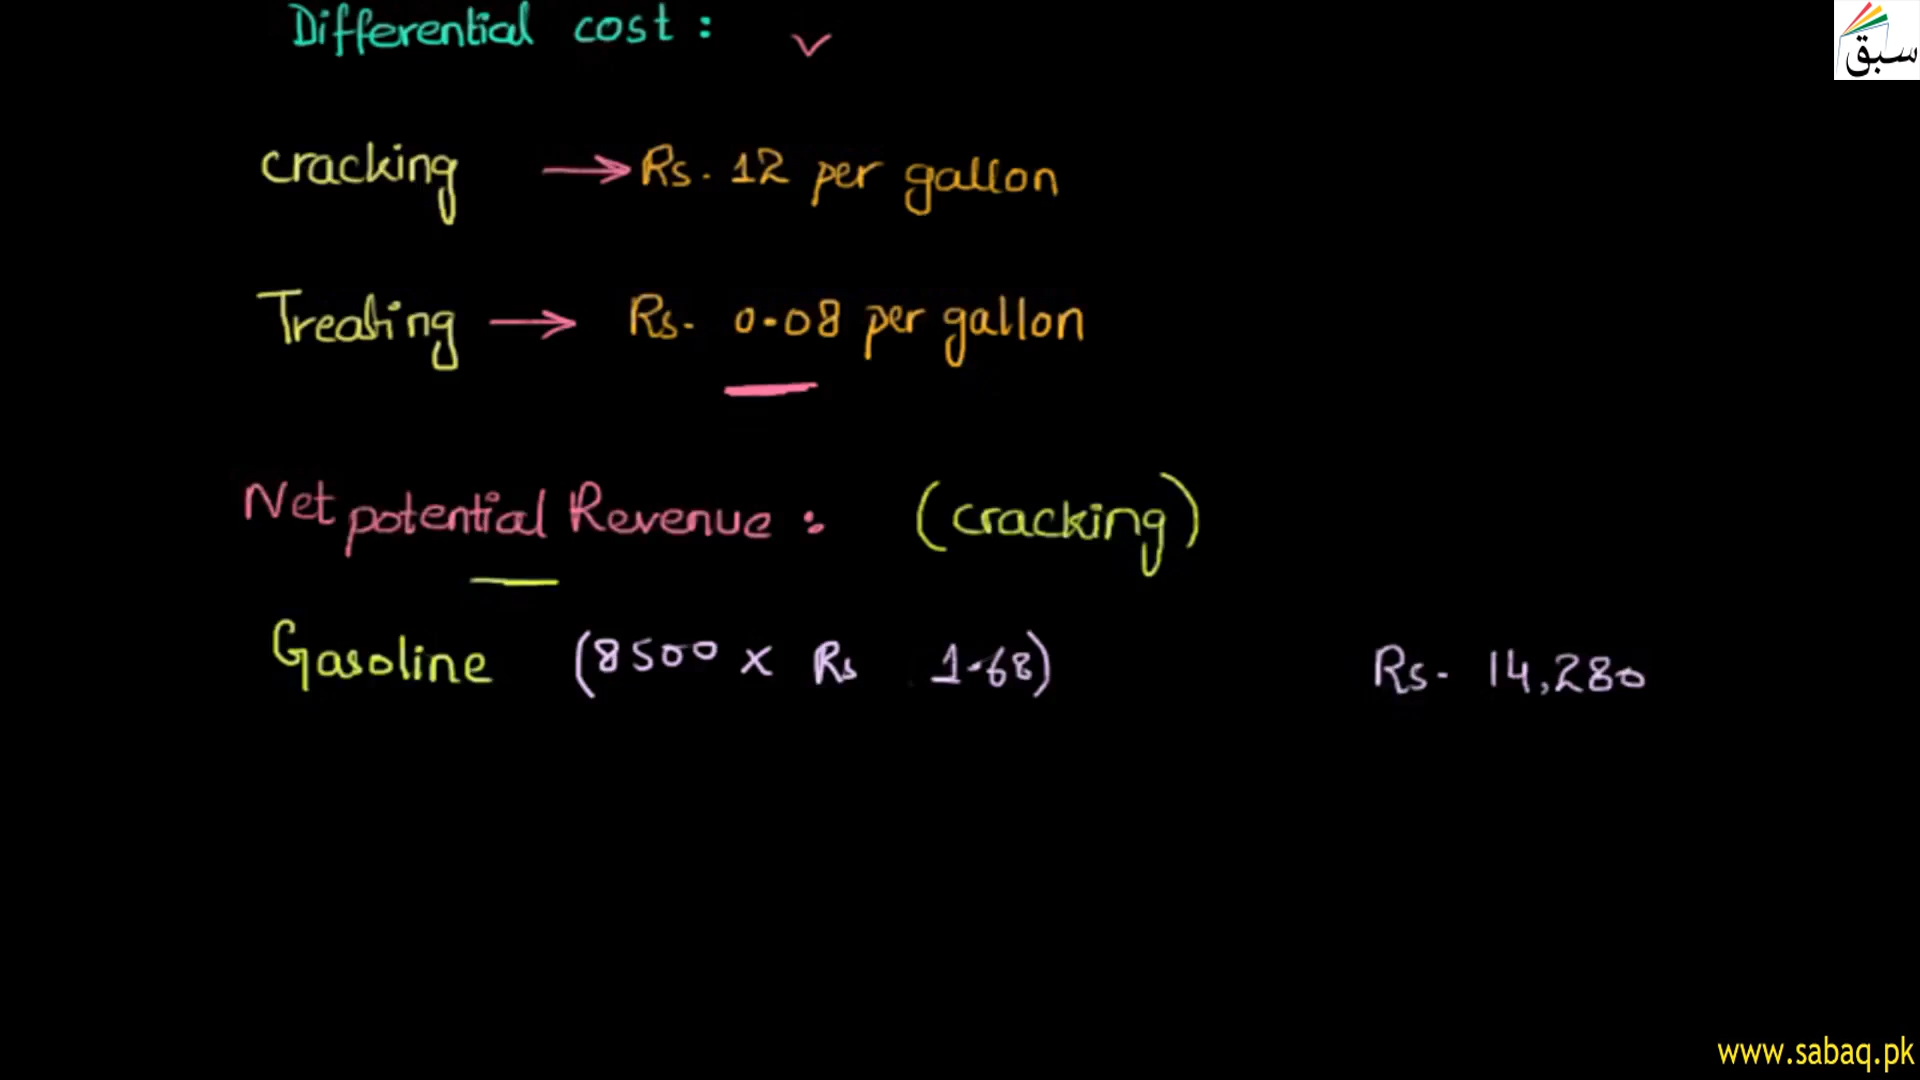 Differential cost :
سبق
cracking → Rs. 12 per gallon
Treating → Rs. 0.08 per gallon
Net potential Revenue : (cracking)
Gasoline (8500 x Rs 1.68) Rs. 14,280
www.sabaq.pk